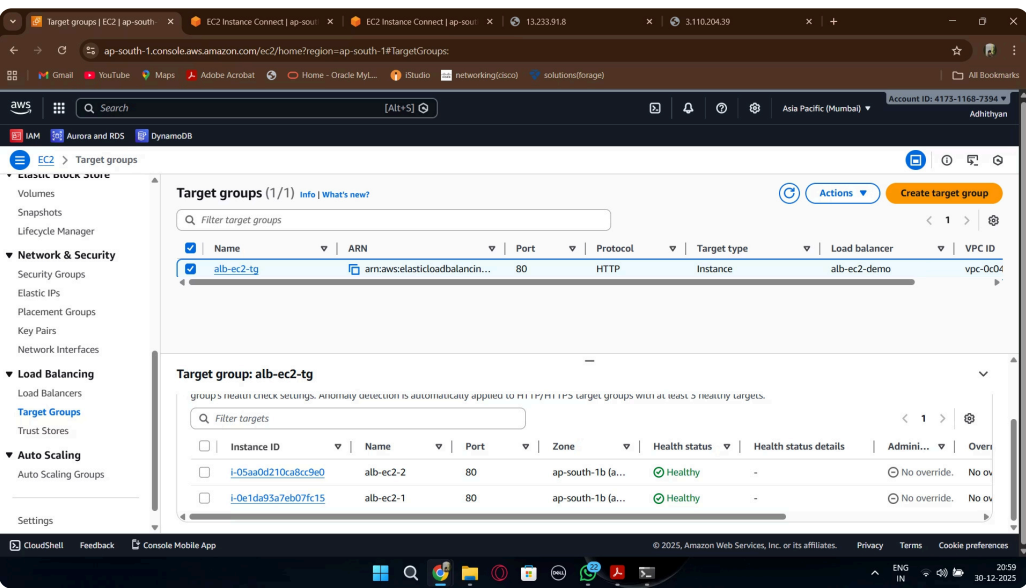 Target groups | EC2 | ap-south-
EC2 Instance Connect | ap-sout
EC2 Instance Connect | ap-sout
13.233.91.8
3.110.204.39
ap-south-1.console.aws.amazon.com/ec2/home?region=ap-south-1#TargetGroups:
Gmail YouTube Maps Adobe Acrobat Home - Oracle MyL... iStudio networking(cisco) solutions(forage) All Bookmarks
aws Search [Alt+S] Asia Pacific (Mumbai) Account ID: 4173-1168-7394
Adhithyan
IAM Aurora and RDS DynamoDB
EC2 > Target groups
Elastic Block Store
Volumes
Snapshots
Lifecycle Manager
Network & Security
Security Groups
Elastic IPs
Placement Groups
Key Pairs
Network Interfaces
Load Balancing
Load Balancers
Target Groups
Trust Stores
Auto Scaling
Auto Scaling Groups
Settings
Target groups (1/1) Info | What's new? Actions Create target group
Filter target groups 1
Name ARN Port Protocol Target type Load balancer VPC ID
alb-ec2-tg arn:aws:elasticloadbalancin... 80 HTTP Instance alb-ec2-demo vpc-0c04
Target group: alb-ec2-tg
group's health check settings. Anomaly detection is automatically applied to HTTP/HTTPS target groups with at least 3 healthy targets.
Filter targets 1
Instance ID Name Port Zone Health status Health status details Admini... Overr
i-05aa0d210ca8cc9e0 alb-ec2-2 80 ap-south-1b (a... Healthy - No override. No ov
i-0e1da93a7eb07fc15 alb-ec2-1 80 ap-south-1b (a... Healthy - No override. No ov
CloudShell Feedback Console Mobile App © 2025, Amazon Web Services, Inc. or its affiliates. Privacy Terms Cookie preferences
DELL 22 ENG 20:59
IN 30-12-2025